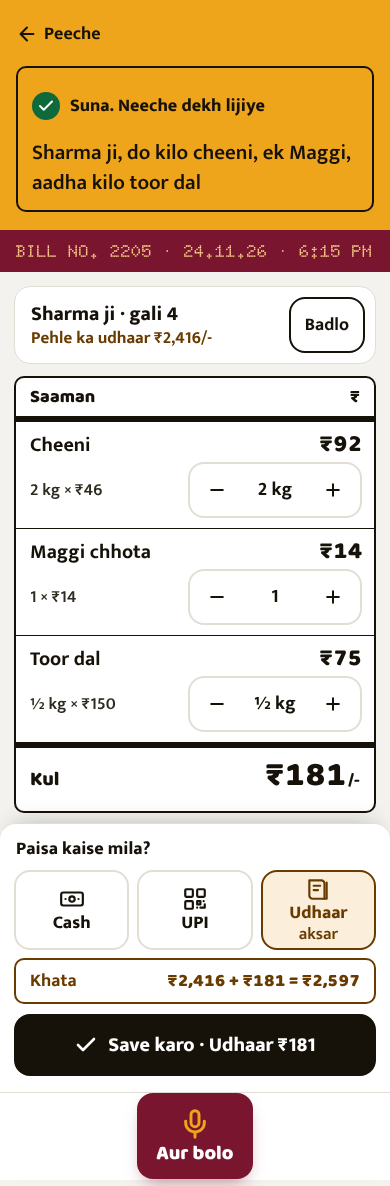 Peeche
Suna. Neeche dekh lijiye
Sharma ji, do kilo cheeni, ek Maggi,
aadha kilo toor dal
BILL NO. 2205 · 24.11.26 · 6:15 PM
Sharma ji · gali 4
Pehle ka udhaar ₹2,416/-
Badlo
Saaman ₹
Cheeni ₹92
2 kg × ₹46 − 2 kg +
Maggi chhota ₹14
1 × ₹14 − 1 +
Toor dal ₹75
½ kg × ₹150 − ½ kg +
Kul ₹181/-
Paisa kaise mila?
Cash
UPI
Udhaar
aksar
Khata ₹2,416 + ₹181 = ₹2,597
Save karo · Udhaar ₹181
Aur bolo